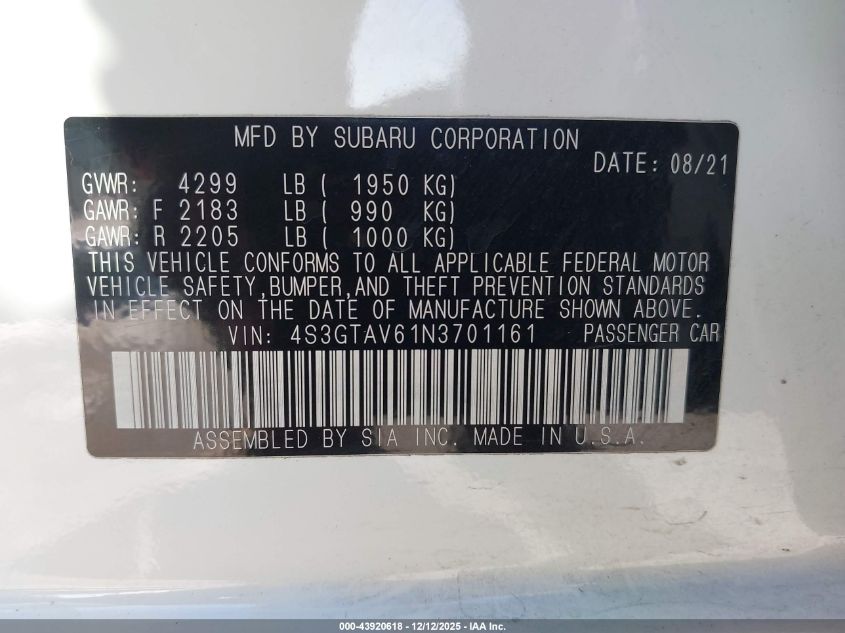 MFD BY SUBARU CORPORATION
DATE: 08/21
GVWR: 4299 LB ( 1950 KG)
GAWR: F 2183 LB ( 990 KG)
GAWR: R 2205 LB ( 1000 KG)
THIS VEHICLE CONFORMS TO ALL APPLICABLE FEDERAL MOTOR
VEHICLE SAFETY,BUMPER,AND THEFT PREVENTION STANDARDS
IN EFFECT ON THE DATE OF MANUFACTURE SHOWN ABOVE.
VIN: 4S3GTAV61N3701161 PASSENGER CAR
ASSEMBLED BY SIA INC. MADE IN U.S.A.
000-43920618 - 12/12/2025 - IAA Inc.